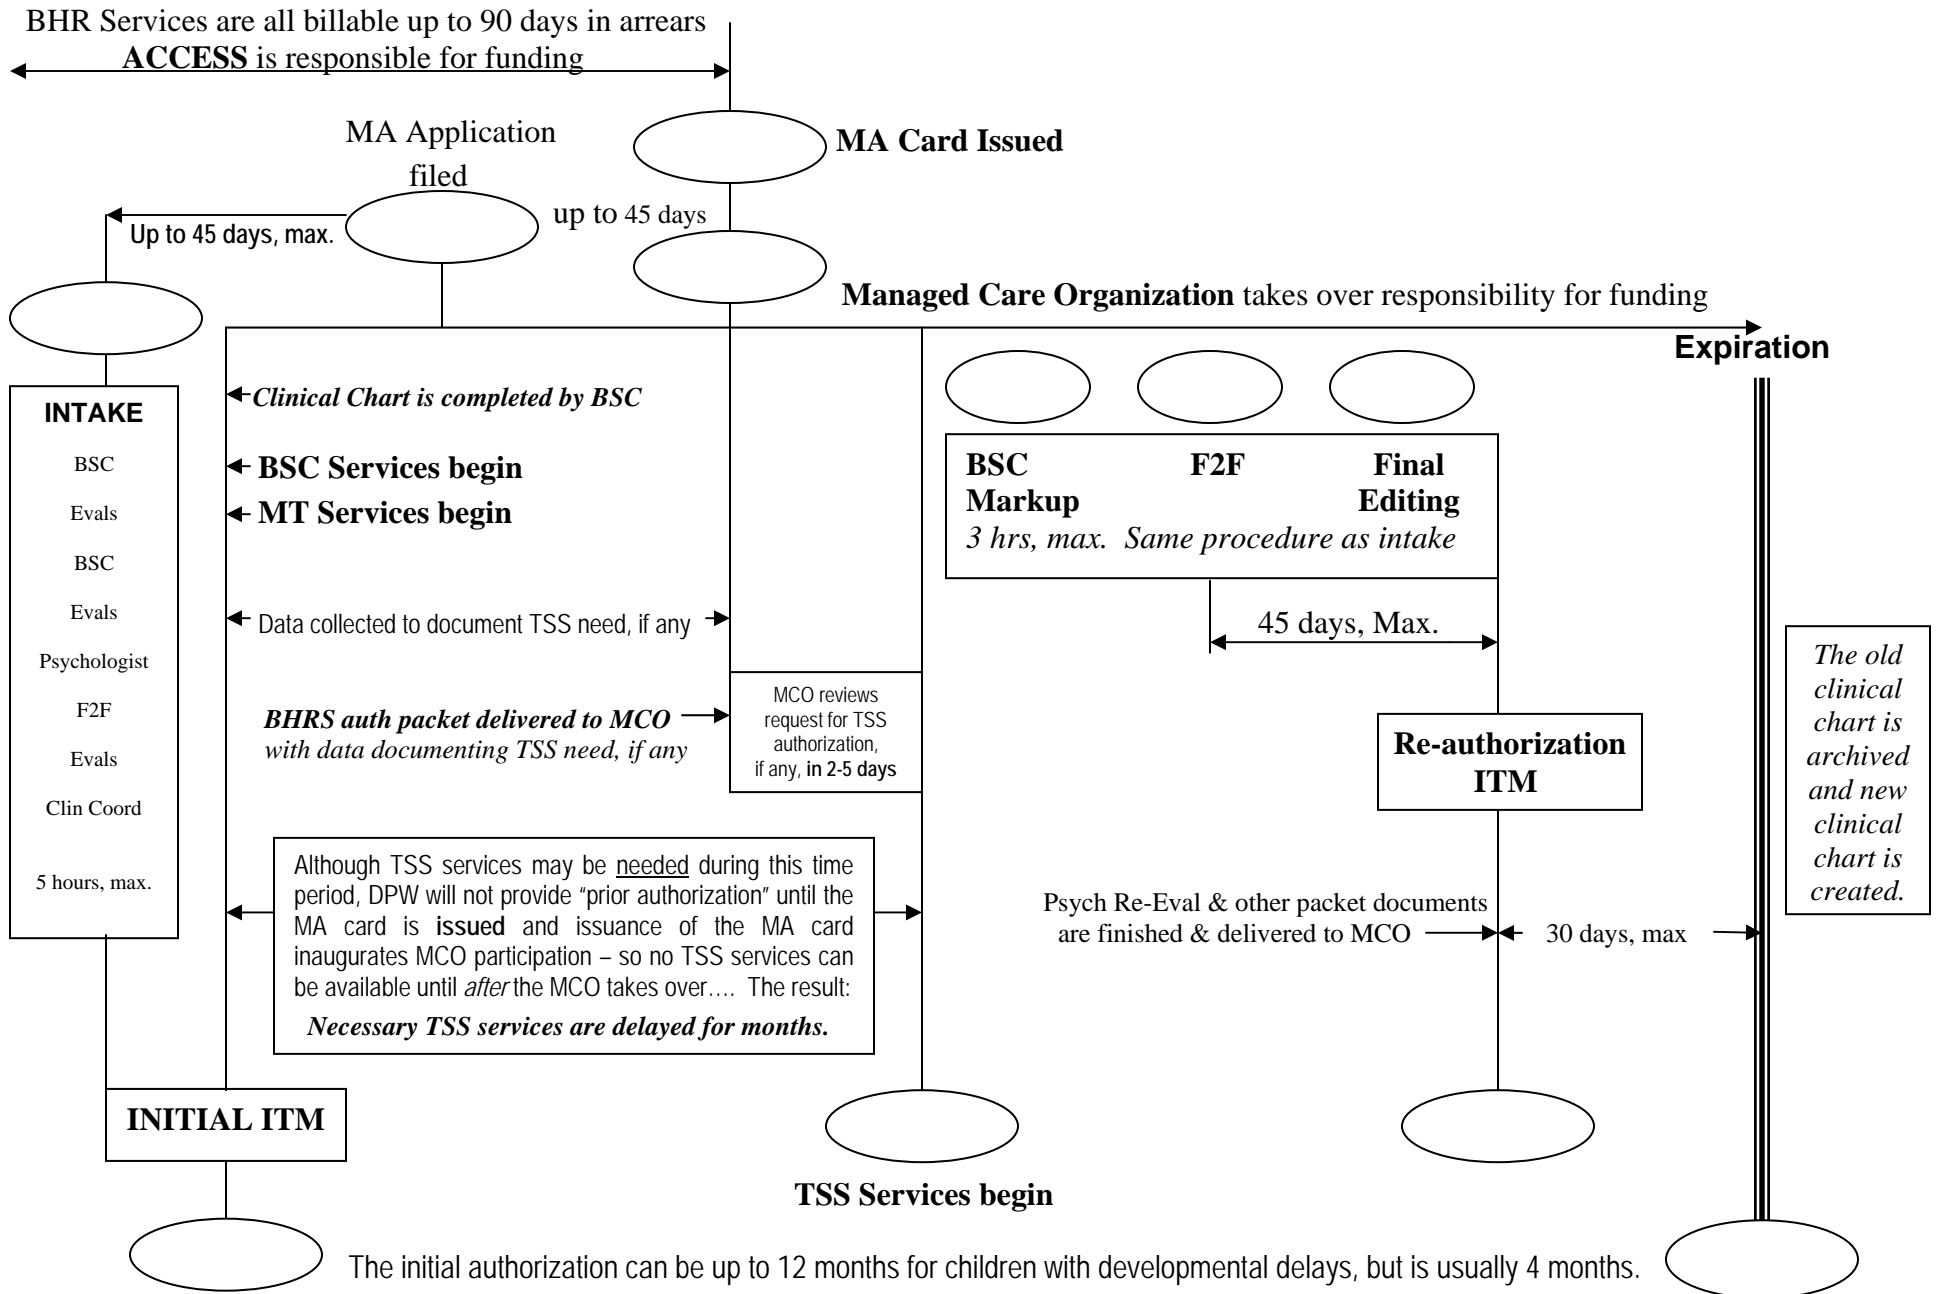 BHR Services are all billable up to 90 days in arrears
ACCESS is responsible for funding
MA Application
filed
MA Card Issued
Up to 45 days, max.
up to 45 days
Managed Care Organization takes over responsibility for funding
Expiration
INTAKE
BSC
Evals
BSC
Evals
Psychologist
F2F
Evals
Clin Coord
5 hours, max.
Clinical Chart is completed by BSC
BSC Services begin
MT Services begin
Data collected to document TSS need, if any
BHRS auth packet delivered to MCO
with data documenting TSS need, if any
MCO reviews
request for TSS
authorization,
if any, in 2-5 days
Although TSS services may be needed during this time
period, DPW will not provide “prior authorization” until the
MA card is issued and issuance of the MA card
inaugurates MCO participation – so no TSS services can
be available until after the MCO takes over…. The result:
Necessary TSS services are delayed for months.
BSC F2F Final
Markup Editing
3 hrs, max. Same procedure as intake
45 days, Max.
Re-authorization
ITM
Psych Re-Eval & other packet documents
are finished & delivered to MCO
30 days, max
The old
clinical
chart is
archived
and new
clinical
chart is
created.
INITIAL ITM
TSS Services begin
The initial authorization can be up to 12 months for children with developmental delays, but is usually 4 months.